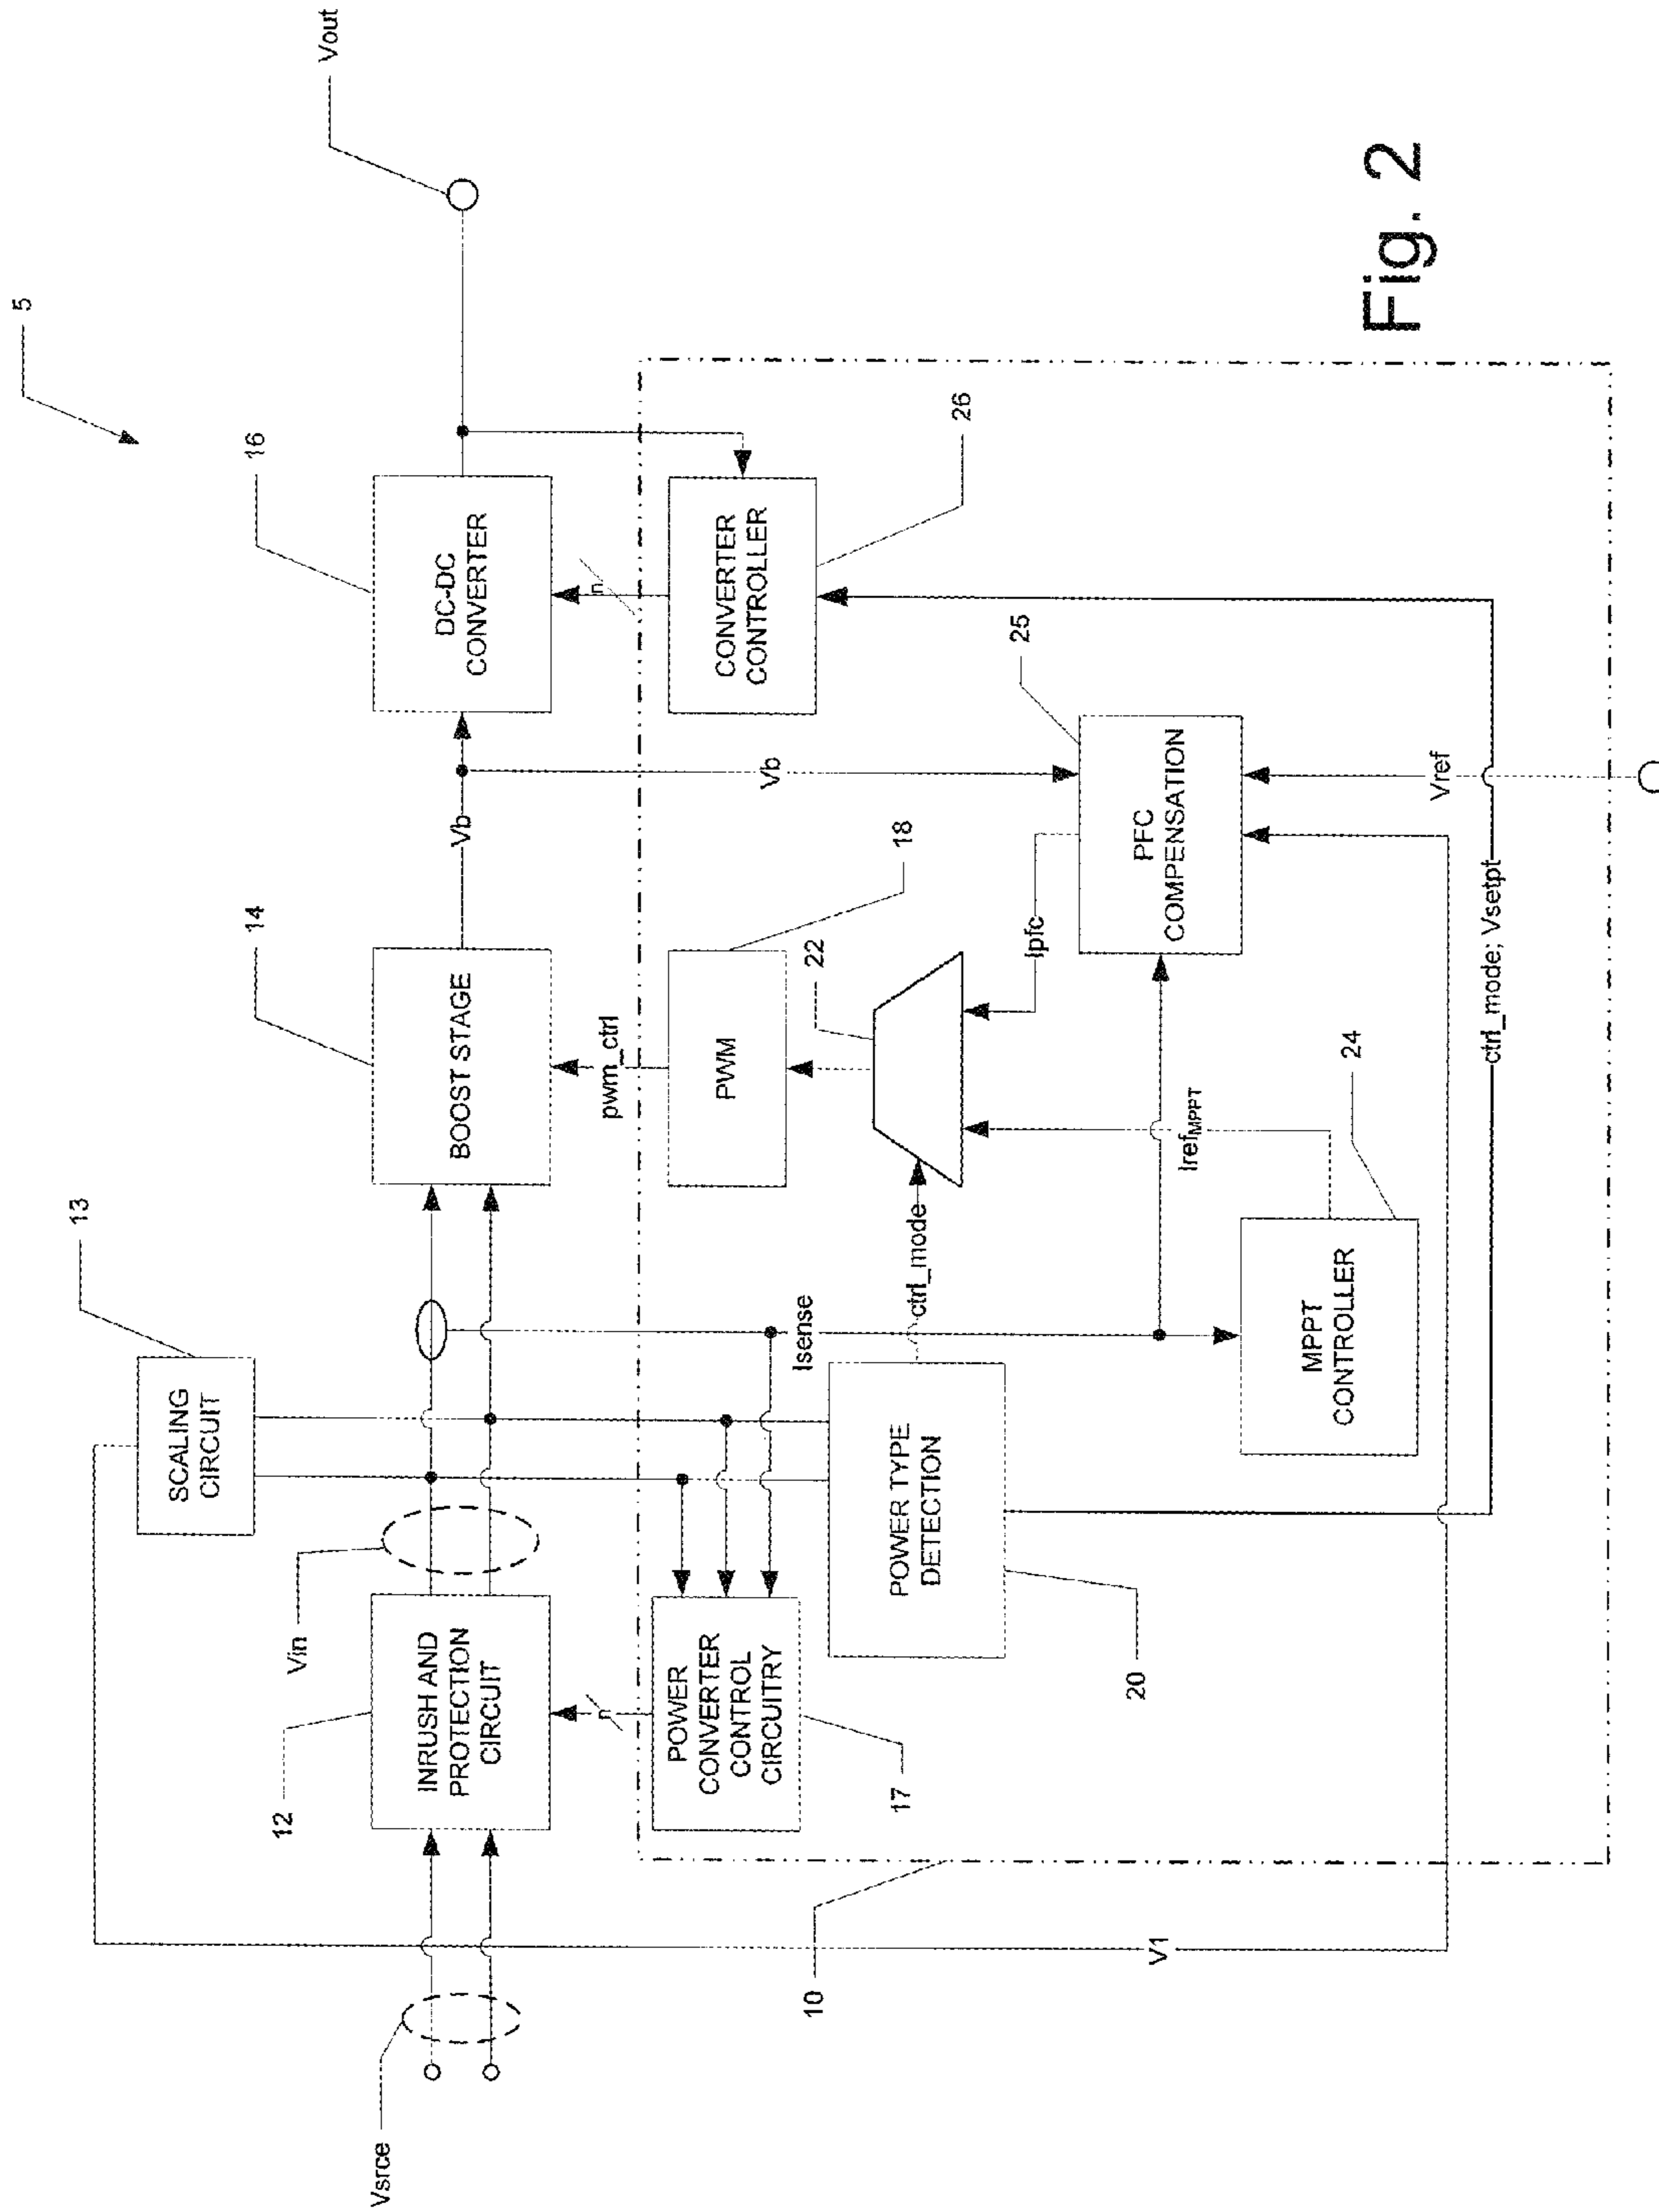 5
Vout
13
14
16
SCALING
CIRCUIT
Vin
12
INRUSH AND
PROTECTION
CIRCUIT
BOOST STAGE
Vb
DC-DC
CONVERTER
Vsrce
n
pwm_ctrl
n
POWER
CONVERTER
CONTROL
CIRCUITRY
17
PWM
18
CONVERTER
CONTROLLER
26
Isense
Vb
10
POWER TYPE
DETECTION
20
ctrl_mode
22
Ipfc
25
PFC
COMPENSATION
V1
MPPT
CONTROLLER
24
IrefMPPT
Vref
ctrl_mode; Vsetpt
Fig. 2